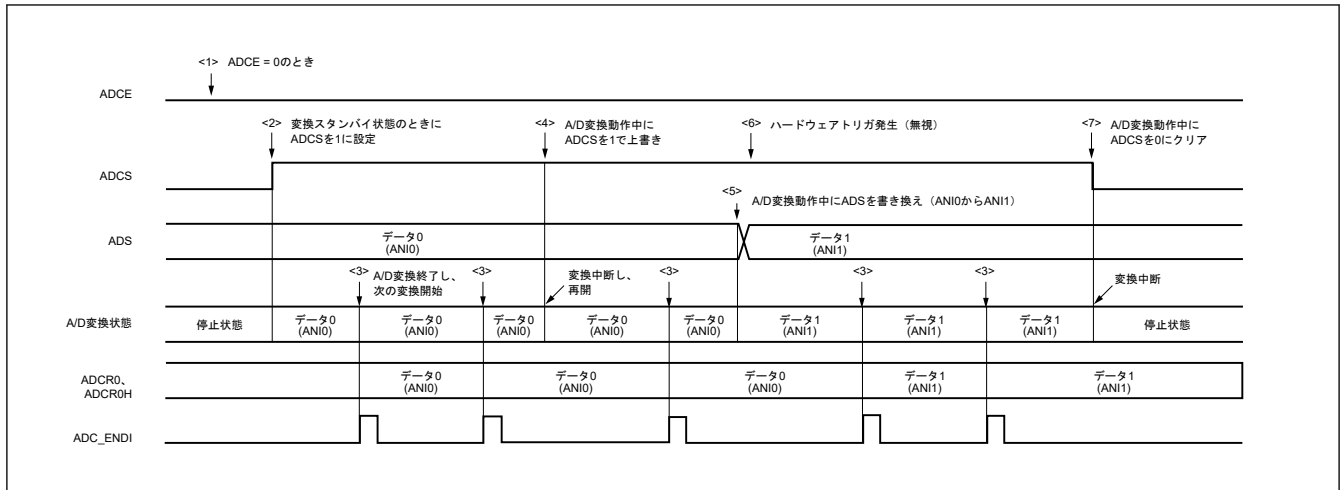 <1> ADCE = 0のとき
ADCE
<2> 変換スタンバイ状態のときに
ADCSを1に設定
<4> A/D変換動作中に
ADCSを1で上書き
<6> ハードウェアトリガ発生（無視）
<7> A/D変換動作中に
ADCSを0にクリア
ADCS
<5>
A/D変換動作中にADSを書き換え（ANI0からANI1）
ADS
データ0
(ANI0)
データ1
(ANI1)
<3> A/D変換終了し、
次の変換開始
<3>
変換中断し、
再開
<3>
<3>
<3>
変換中断
A/D変換状態
停止状態
データ0
(ANI0)
データ0
(ANI0)
データ0
(ANI0)
データ0
(ANI0)
データ0
(ANI0)
データ1
(ANI1)
データ1
(ANI1)
データ1
(ANI1)
停止状態
ADCR0、
ADCR0H
データ0
(ANI0)
データ0
(ANI0)
データ0
(ANI0)
データ1
(ANI1)
データ1
(ANI1)
ADC_ENDI